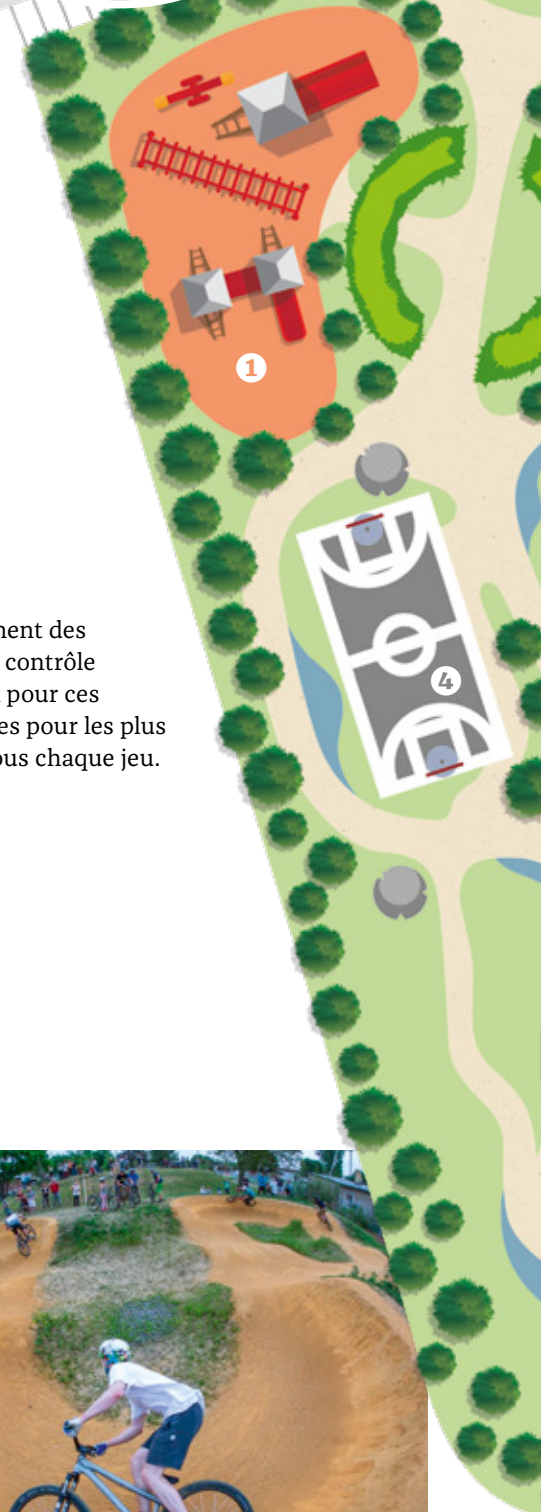 1
ment des
contrôle
pour ces
es pour les plus
ous chaque jeu.
4